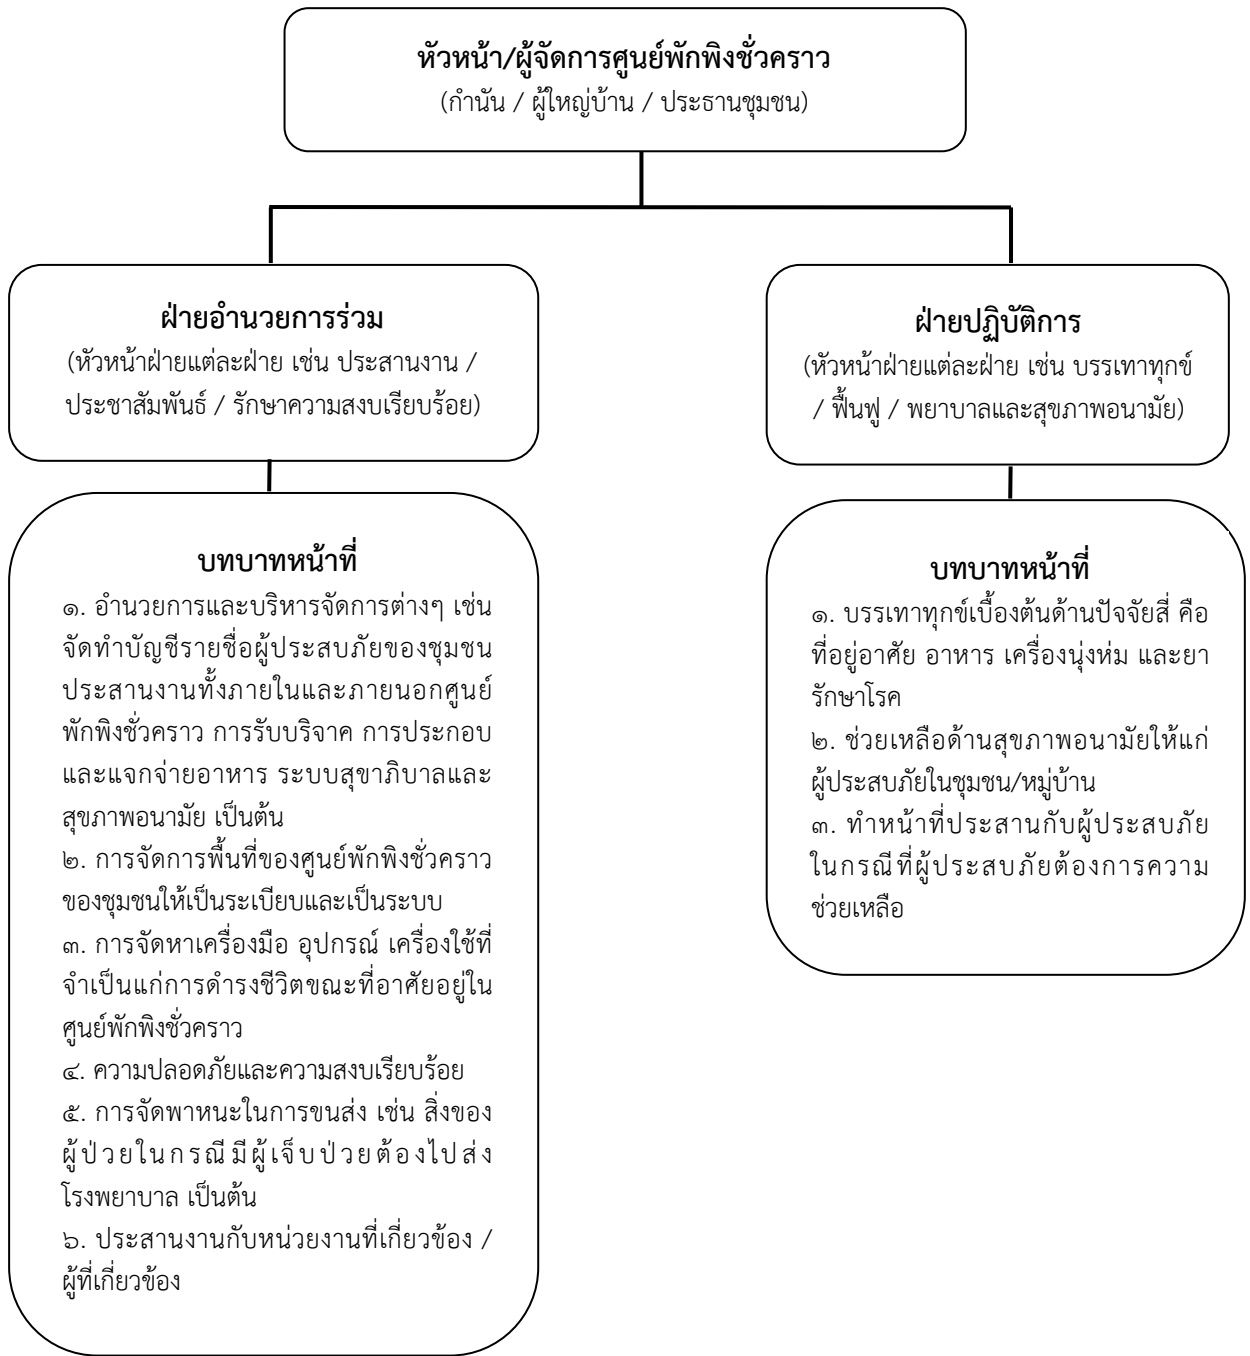 หัวหน้า/ผู้จัดการศูนย์พักพิงชั่วคราว
(กำนัน / ผู้ใหญ่บ้าน / ประธานชุมชน)
ฝ่ายอำนวยการร่วม
(หัวหน้าฝ่ายแต่ละฝ่าย เช่น ประสานงาน /
ประชาสัมพันธ์ / รักษาความสงบเรียบร้อย)
ฝ่ายปฏิบัติการ
(หัวหน้าฝ่ายแต่ละฝ่าย เช่น บรรเทาทุกข์
/ ฟื้นฟู / พยาบาลและสุขภาพอนามัย)
บทบาทหน้าที่
๑. อำนวยการและบริหารจัดการต่างๆ เช่น
จัดทำบัญชีรายชื่อผู้ประสบภัยของชุมชน
ประสานงานทั้งภายในและภายนอกศูนย์
พักพิงชั่วคราว การรับบริจาค การประกอบ
และแจกจ่ายอาหาร ระบบสุขาภิบาลและ
สุขภาพอนามัย เป็นต้น
๒. การจัดการพื้นที่ของศูนย์พักพิงชั่วคราว
ของชุมชนให้เป็นระเบียบและเป็นระบบ
๓. การจัดหาเครื่องมือ อุปกรณ์ เครื่องใช้ที่
จำเป็นแก่การดำรงชีวิตขณะที่อาศัยอยู่ใน
ศูนย์พักพิงชั่วคราว
๔. ความปลอดภัยและความสงบเรียบร้อย
๕. การจัดพาหนะในการขนส่ง เช่น สิ่งของ
ผู้ป่วยในกรณีมีผู้เจ็บป่วยต้องไปส่ง
โรงพยาบาล เป็นต้น
๖. ประสานงานกับหน่วยงานที่เกี่ยวข้อง /
ผู้ที่เกี่ยวข้อง
บทบาทหน้าที่
๑. บรรเทาทุกข์เบื้องต้นด้านปัจจัยสี่ คือ
ที่อยู่อาศัย อาหาร เครื่องนุ่งห่ม และยา
รักษาโรค
๒. ช่วยเหลือด้านสุขภาพอนามัยให้แก่
ผู้ประสบภัยในชุมชน/หมู่บ้าน
๓. ทำหน้าที่ประสานกับผู้ประสบภัย
ในกรณีที่ผู้ประสบภัยต้องการความ
ช่วยเหลือ